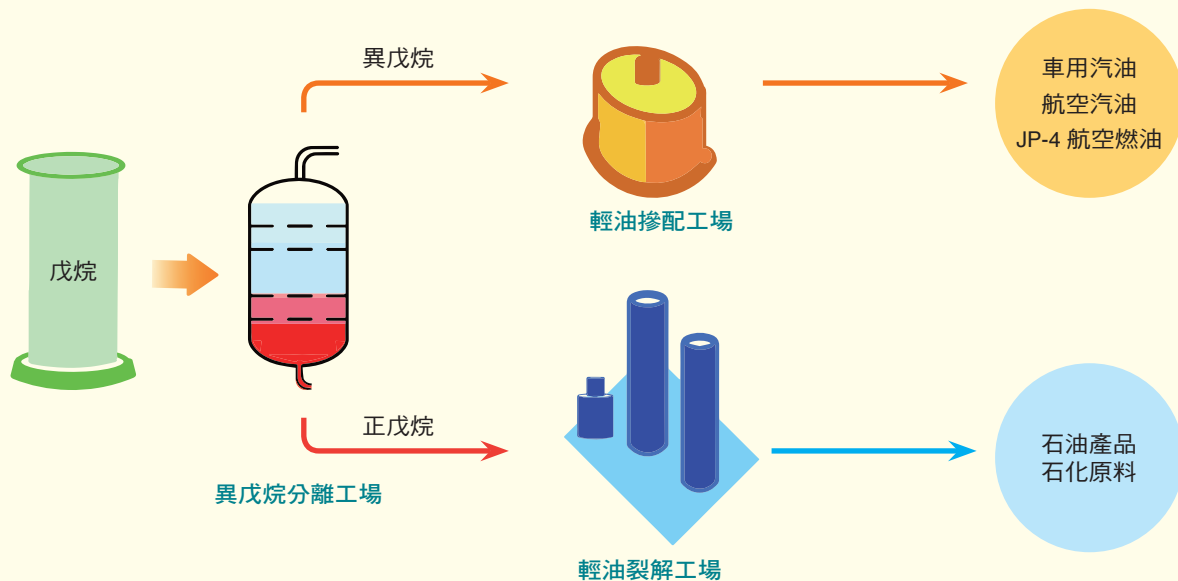 戊烷
異戊烷
正戊烷
異戊烷分離工場
輕油摻配工場
輕油裂解工場
車用汽油
航空汽油
JP-4 航空燃油
石油產品
石化原料